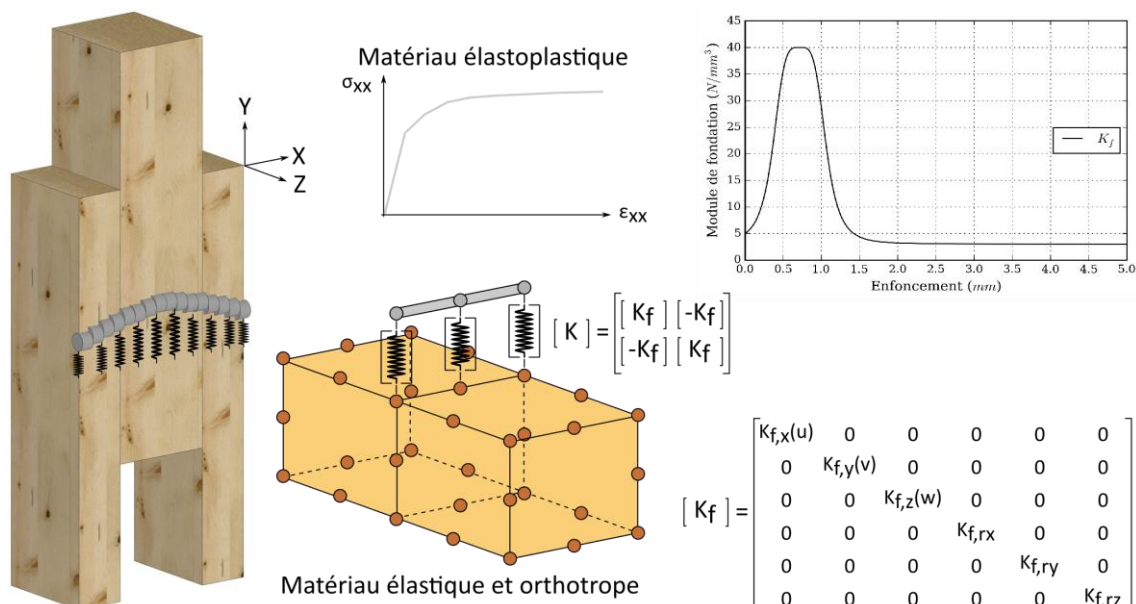 Matériau élastoplastique
σxx
εxx
Y
X
Z
Module de fondation (N/mm³)
40
35
30
25
20
15
10
5
0
0.0 0.5 1.0 1.5 2.0 2.5 3.0 3.5 4.0 4.5 5.0
Enfoncement (mm)
K_f
[ K ] = [[ Kf ] [-Kf]
[-Kf] [ Kf ]]
Matériau élastique et orthotrope
[ Kf ] =
Kf,x(u) 0 0 0 0 0
0 Kf,y(v) 0 0 0 0
0 0 Kf,z(w) 0 0 0
0 0 0 Kf,rx 0 0
0 0 0 0 Kf,ry 0
0 0 0 0 0 Kf,rz